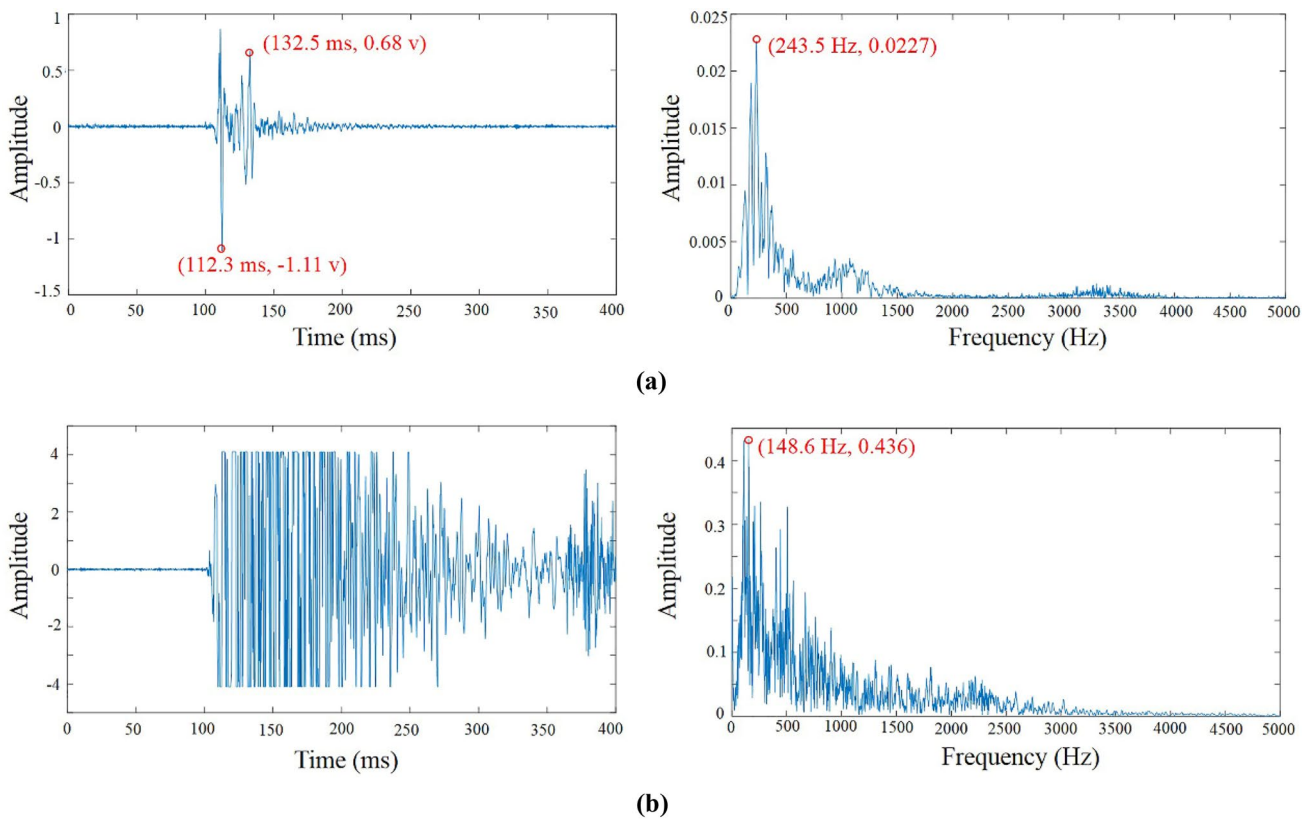 1
0.5
0
-0.5
-1
-1.5
Amplitude
(132.5 ms, 0.68 v)
(112.3 ms, -1.11 v)
0 50 100 150 200 250 300 350 400
Time (ms)
0.025
0.02
0.015
0.01
0.005
0
Amplitude
(243.5 Hz, 0.0227)
0 500 1000 1500 2000 2500 3000 3500 4000 4500 5000
Frequency (Hz)
(a)
4
2
0
-2
-4
Amplitude
0 50 100 150 200 250 300 350 400
Time (ms)
0.4
0.3
0.2
0.1
0
Amplitude
(148.6 Hz, 0.436)
0 500 1000 1500 2000 2500 3000 3500 4000 4500 5000
Frequency (Hz)
(b)